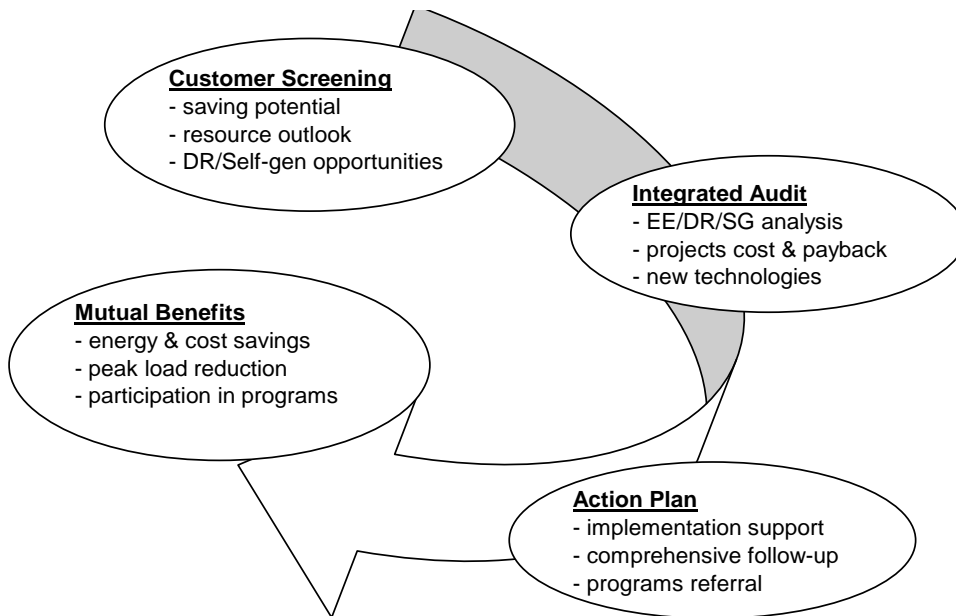 Customer Screening
- saving potential
- resource outlook
- DR/Self-gen opportunities
Integrated Audit
- EE/DR/SG analysis
- projects cost & payback
- new technologies
Mutual Benefits
- energy & cost savings
- peak load reduction
- participation in programs
Action Plan
- implementation support
- comprehensive follow-up
- programs referral